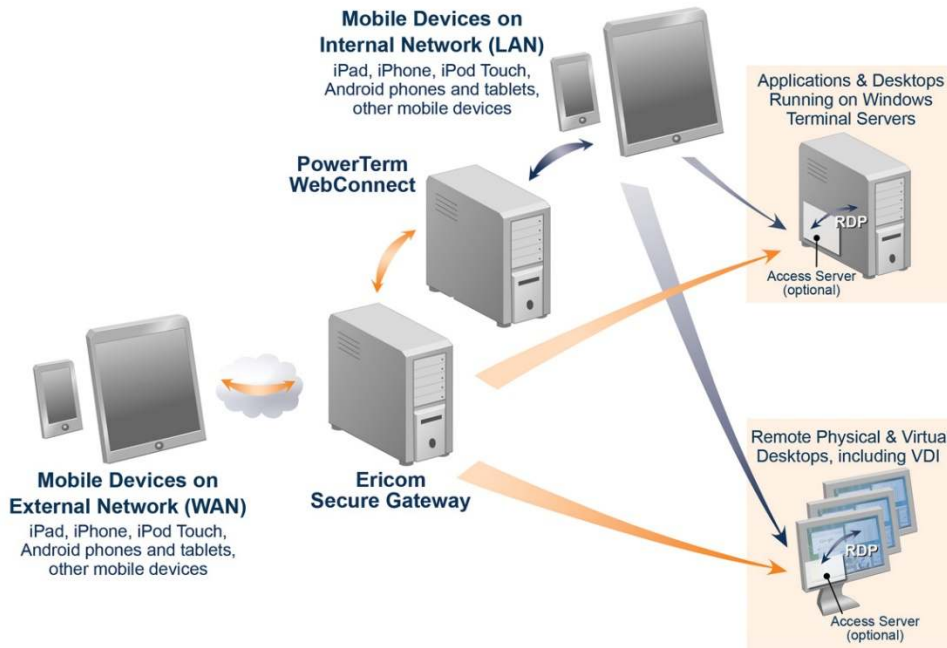 Mobile Devices on
Internal Network (LAN)
iPad, iPhone, iPod Touch,
Android phones and tablets,
other mobile devices
Applications & Desktops
Running on Windows
Terminal Servers
RDP
Access Server
(optional)
PowerTerm
WebConnect
Ericom
Secure Gateway
Mobile Devices on
External Network (WAN)
iPad, iPhone, iPod Touch,
Android phones and tablets,
other mobile devices
Remote Physical & Virtual
Desktops, including VDI
RDP
Access Server
(optional)